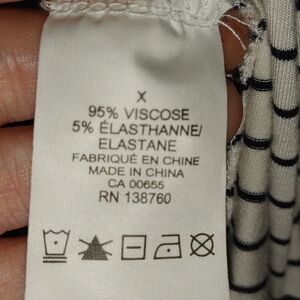 X
95% VISCOSE
5% ÉLASTHANNE/
ELASTANE
FABRIQUÉ EN CHINE
MADE IN CHINA
CA 00655
RN 138760